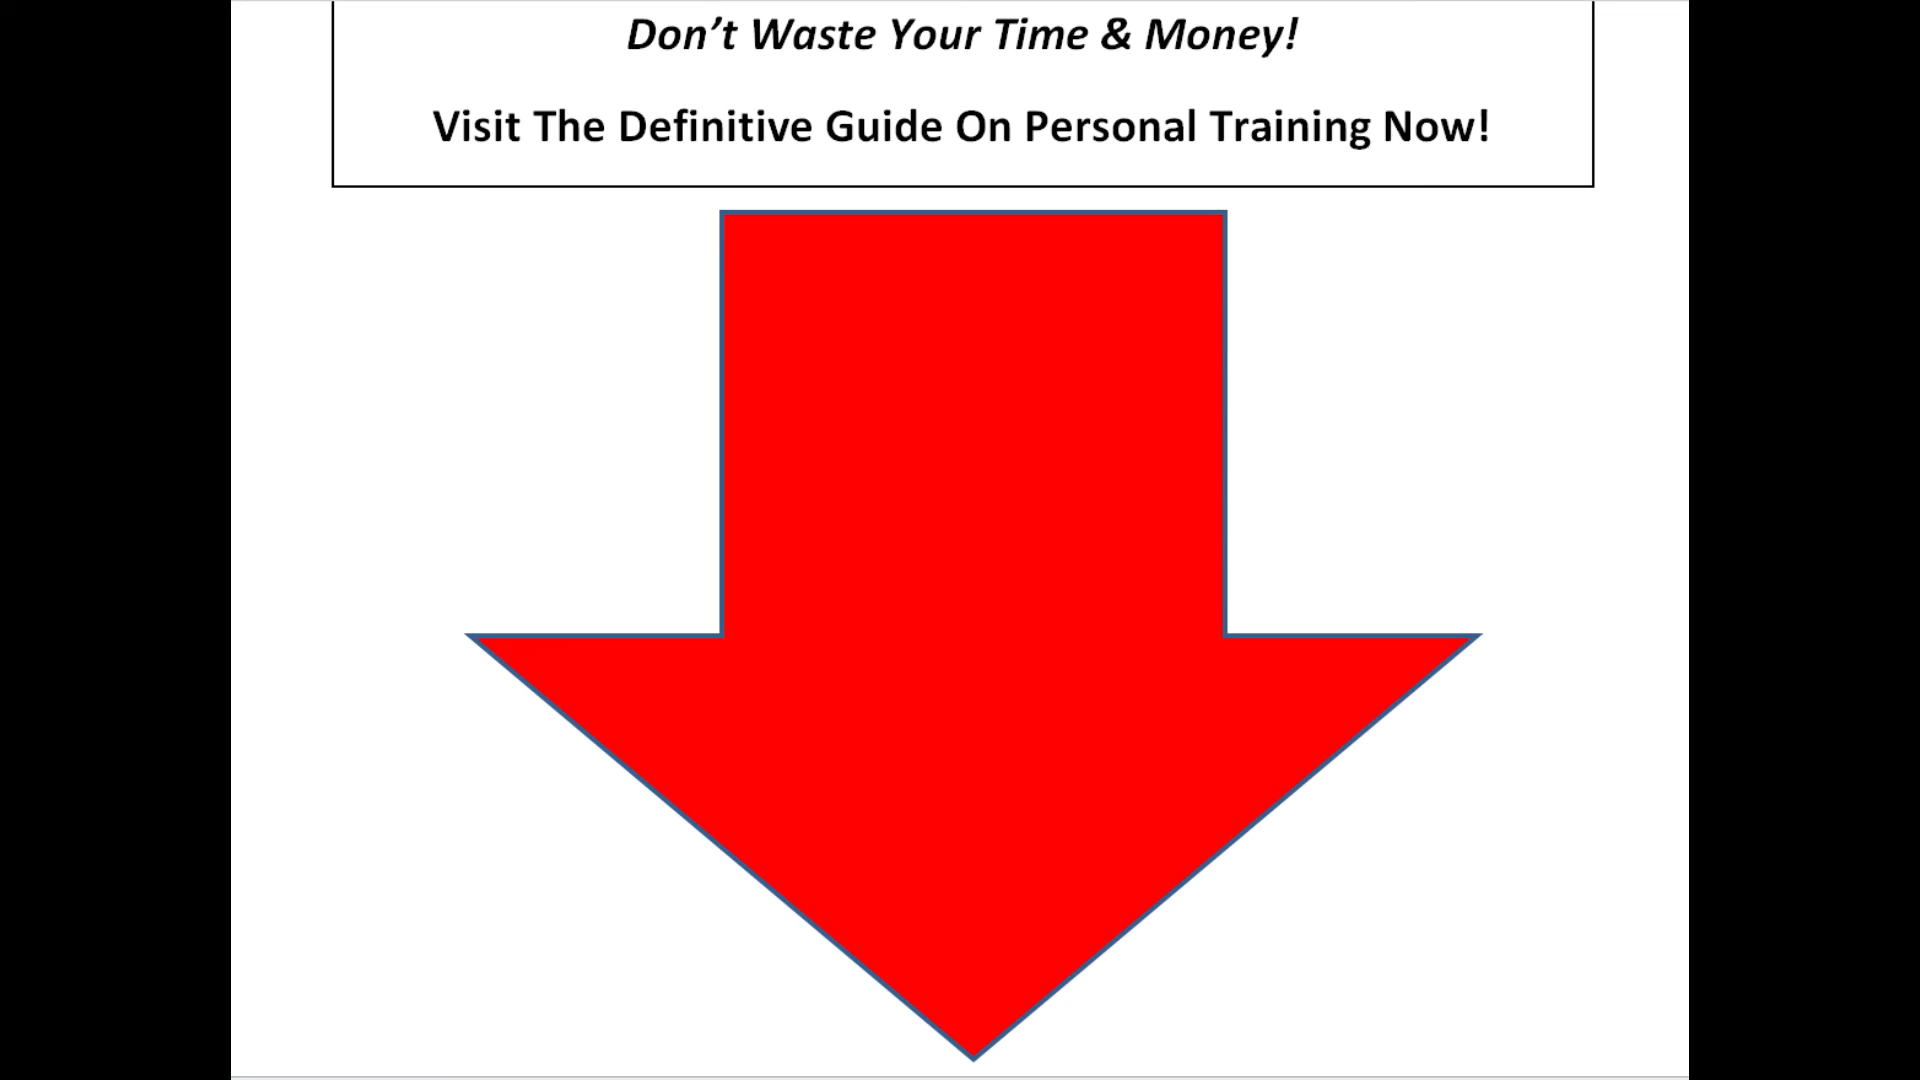 Don’t Waste Your Time & Money!
Visit The Definitive Guide On Personal Training Now!